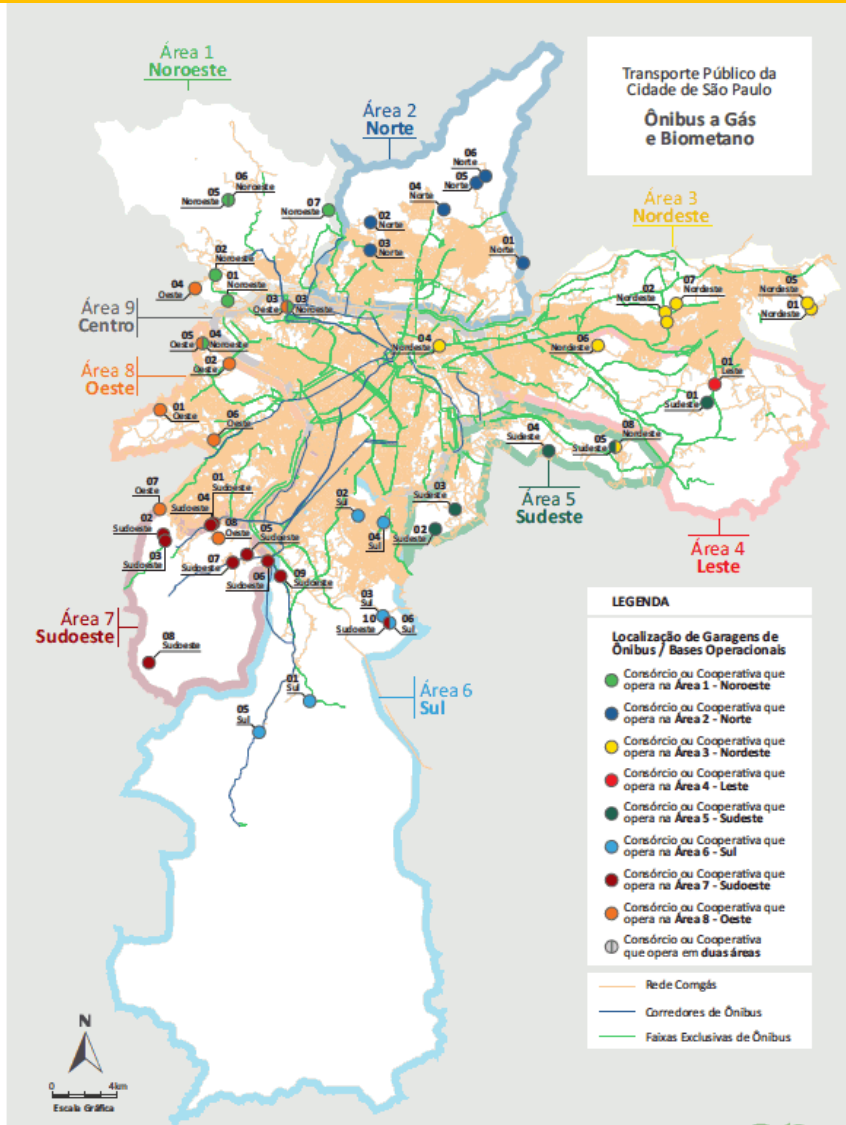 Área 1
Noroeste
Área 2
Norte
Transporte Público da
Cidade de São Paulo
Ônibus a Gás
e Biometano
06
Norte
05
Norte
06
Noroeste
05
Noroeste
04
Norte
07
Noroeste
02
Norte
03
Norte
01
Norte
Área 3
Nordeste
02
Noroeste
01
Noroeste
04
Oeste
03
Oeste
03
Noroeste
02
Nordeste
07
Nordeste
05
Nordeste
01
Nordeste
Área 9
Centro
05
Oeste
04
Noroeste
04
Nordeste
06
Nordeste
Área 8
Oeste
02
Oeste
01
Leste
01
Sudeste
01
Oeste
06
Oeste
04
Sudeste
05
Sudeste
08
Nordeste
07
Oeste
01
Sudoeste
04
Sudoeste
02
Sul
03
Sudeste
Área 5
Sudeste
02
Sudoeste
03
Sudoeste
08
Oeste
05
Sudoeste
04
Sul
02
Sudeste
Área 4
Leste
07
Sudoeste
06
Sudoeste
09
Sudoeste
Área 7
Sudoeste
03
Sul
10
Sudoeste
06
Sul
08
Sudoeste
01
Sul
Área 6
Sul
05
Sul
LEGENDA
Localização de Garagens de
Ônibus / Bases Operacionais
Consórcio ou Cooperativa que
opera na Área 1 - Noroeste
Consórcio ou Cooperativa que
opera na Área 2 - Norte
Consórcio ou Cooperativa que
opera na Área 3 - Nordeste
Consórcio ou Cooperativa que
opera na Área 4 - Leste
Consórcio ou Cooperativa que
opera na Área 5 - Sudeste
Consórcio ou Cooperativa que
opera na Área 6 - Sul
Consórcio ou Cooperativa que
opera na Área 7 - Sudoeste
Consórcio ou Cooperativa que
opera na Área 8 - Oeste
Consórcio ou Cooperativa
que opera em duas áreas
Rede Comgás
Corredores de Ônibus
Faixas Exclusivas de Ônibus
N
0 4km
Escala Gráfica